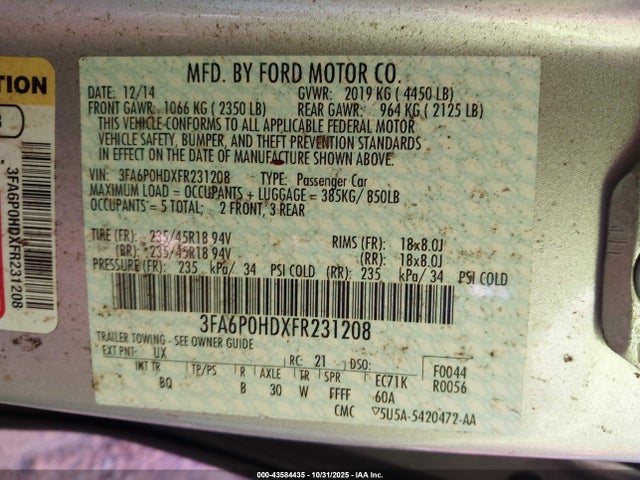 TION
3FA6P0HDXFR231208
MFD. BY FORD MOTOR CO.
DATE: 12/14 GVWR: 2019 KG ( 4450 LB)
FRONT GAWR: 1066 KG ( 2350 LB) REAR GAWR: 964 KG ( 2125 LB)
THIS VEHICLE CONFORMS TO ALL APPLICABLE FEDERAL MOTOR
VEHICLE SAFETY, BUMPER, AND THEFT PREVENTION STANDARDS
IN EFFECT ON THE DATE OF MANUFACTURE SHOWN ABOVE.
VIN: 3FA6P0HDXFR231208 TYPE: Passenger Car
MAXIMUM LOAD = OCCUPANTS + LUGGAGE = 385KG/ 850LB
OCCUPANTS = 5 TOTAL; 2 FRONT, 3 REAR
TIRE (FR): 235/45R18 94V RIMS (FR): 18x8.0J
(RR): 235/45R18 94V (RR): 18x8.0J
PRESSURE (FR): 235 kPa/ 34 PSI COLD (RR): 235 kPa/ 34 PSI COLD
3FA6P0HDXFR231208
TRAILER TOWING - SEE OWNER GUIDE
EXT PNT: UX RC: 21 DSO: F0044
INT TR TP/PS R AXLE TR SPR EC71K R0056
BQ B 30 W FFFF 60A
CMC ▽5U5A-5420472-AA
000-43584435 - 10/31/2025 - IAA Inc.